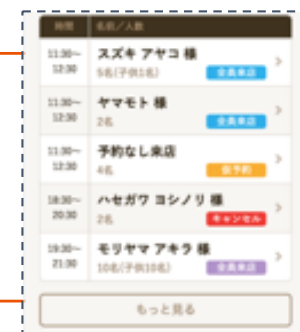 時間 名前／人数
11:30～
12:30
スズキ アヤコ 様
5名(子供1名)
全員来店
11:30～
12:30
ヤマモト 様
2名
全員来店
11:30～
12:30
予約なし来店
4名
仮予約
18:30～
20:30
ハセガワ ヨシノリ 様
2名
キャンセル
19:30～
21:30
モリヤマ アキラ 様
10名(子供10名)
全員来店
もっと見る